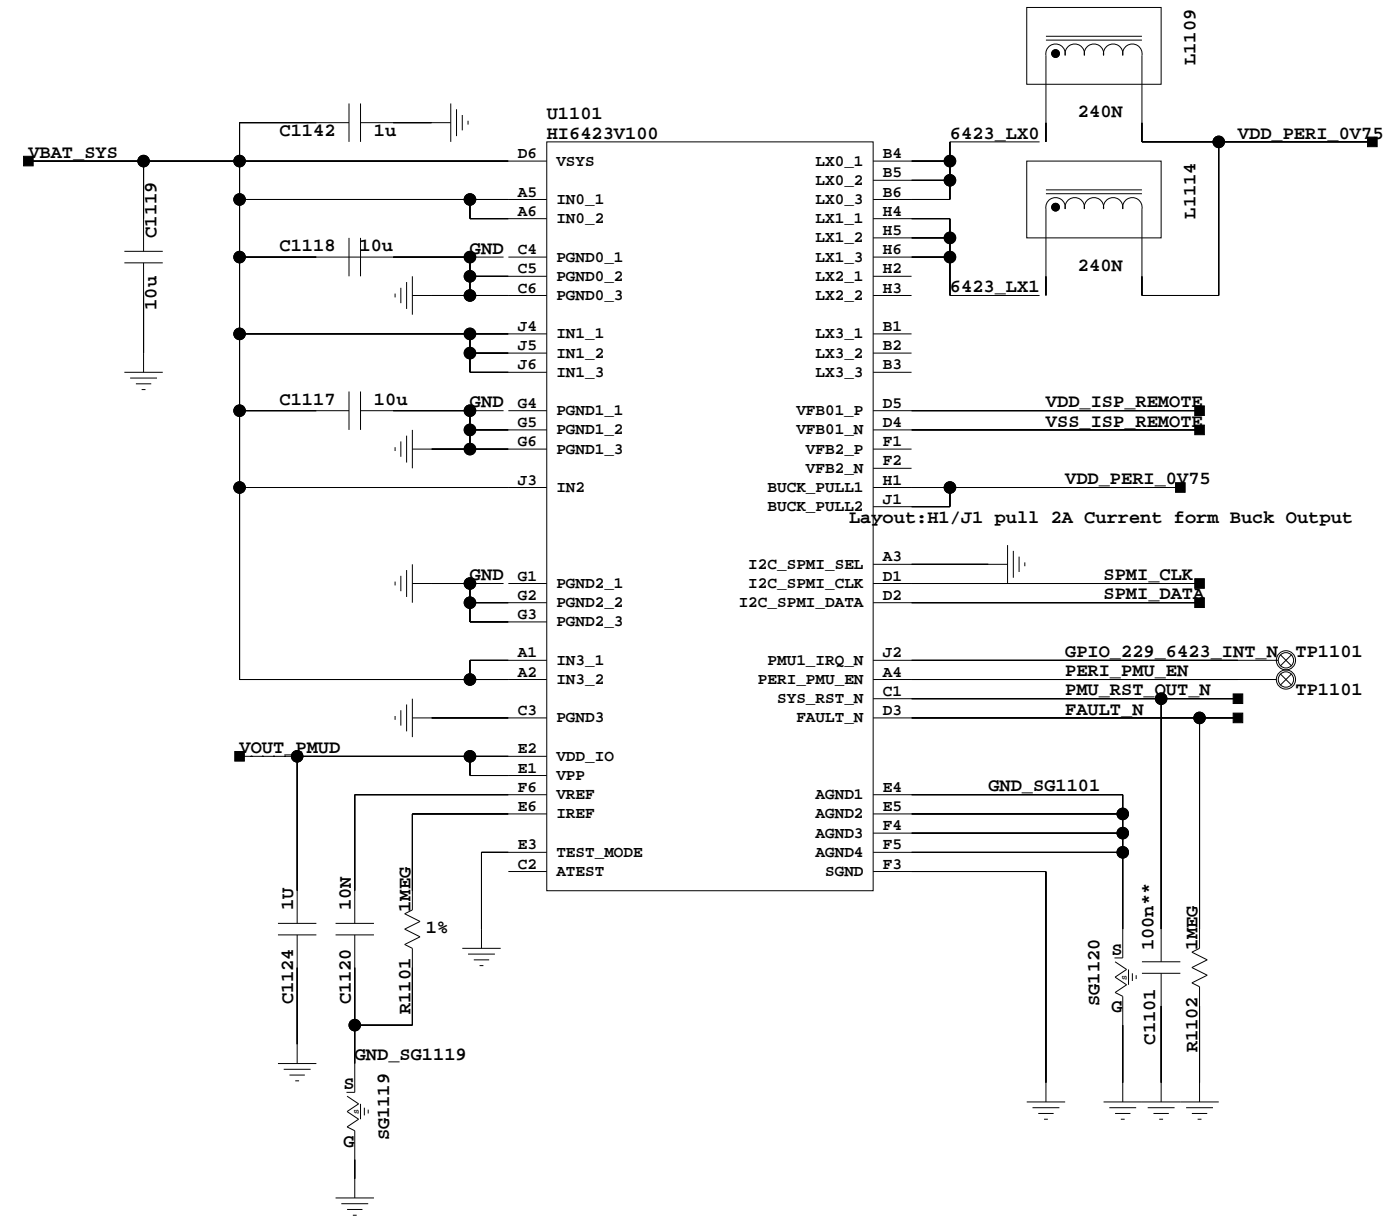 L1109
240N
U1101
HI6423V100
C1142 1u
6423_LX0
VDD_PERI_0V75
VBAT_SYS
D6 VSYS
LX0_1 B4
LX0_2 B5
C1119
10u
A5 IN0_1
LX0_3 B6
A6 IN0_2
LX1_1 H4
L1114
240N
LX1_2 H5
C1118 10u
GND C4 PGND0_1
LX1_3 H6
C5 PGND0_2
LX2_1 H2
C6 PGND0_3
LX2_2 H3
6423_LX1
J4 IN1_1
LX3_1 B1
J5 IN1_2
LX3_2 B2
J6 IN1_3
LX3_3 B3
C1117 10u
GND G4 PGND1_1
VFB01_P D5 VDD_ISP_REMOTE
G5 PGND1_2
VFB01_N D4 VSS_ISP_REMOTE
G6 PGND1_3
VFB2_P F1
VFB2_N F2
J3 IN2
BUCK_PULL1 H1 VDD_PERI_0V75
BUCK_PULL2 J1
Layout:H1/J1 pull 2A Current form Buck Output
I2C_SPMI_SEL A3
GND G1 PGND2_1
I2C_SPMI_CLK D1 SPMI_CLK
G2 PGND2_2
I2C_SPMI_DATA D2 SPMI_DATA
G3 PGND2_3
A1 IN3_1
PMU1_IRQ_N J2 GPIO_229_6423_INT_N TP1101
A2 IN3_2
PERI_PMU_EN A4 PERI_PMU_EN TP1101
SYS_RST_N C1 PMU_RST_OUT_N
C3 PGND3
FAULT_N D3 FAULT_N
VOUT_PMUD
E2 VDD_IO
E1 VPP
F6 VREF
AGND1 E4 GND_SG1101
E6 IREF
AGND2 E5
AGND3 F4
E3 TEST_MODE
AGND4 F5
C2 ATEST
SGND F3
1U
C1124
10N
C1120
1MEG
1%
R1101
S
SG1120
G
100n**
C1101
1MEG
R1102
GND_SG1119
S
SG1119
G